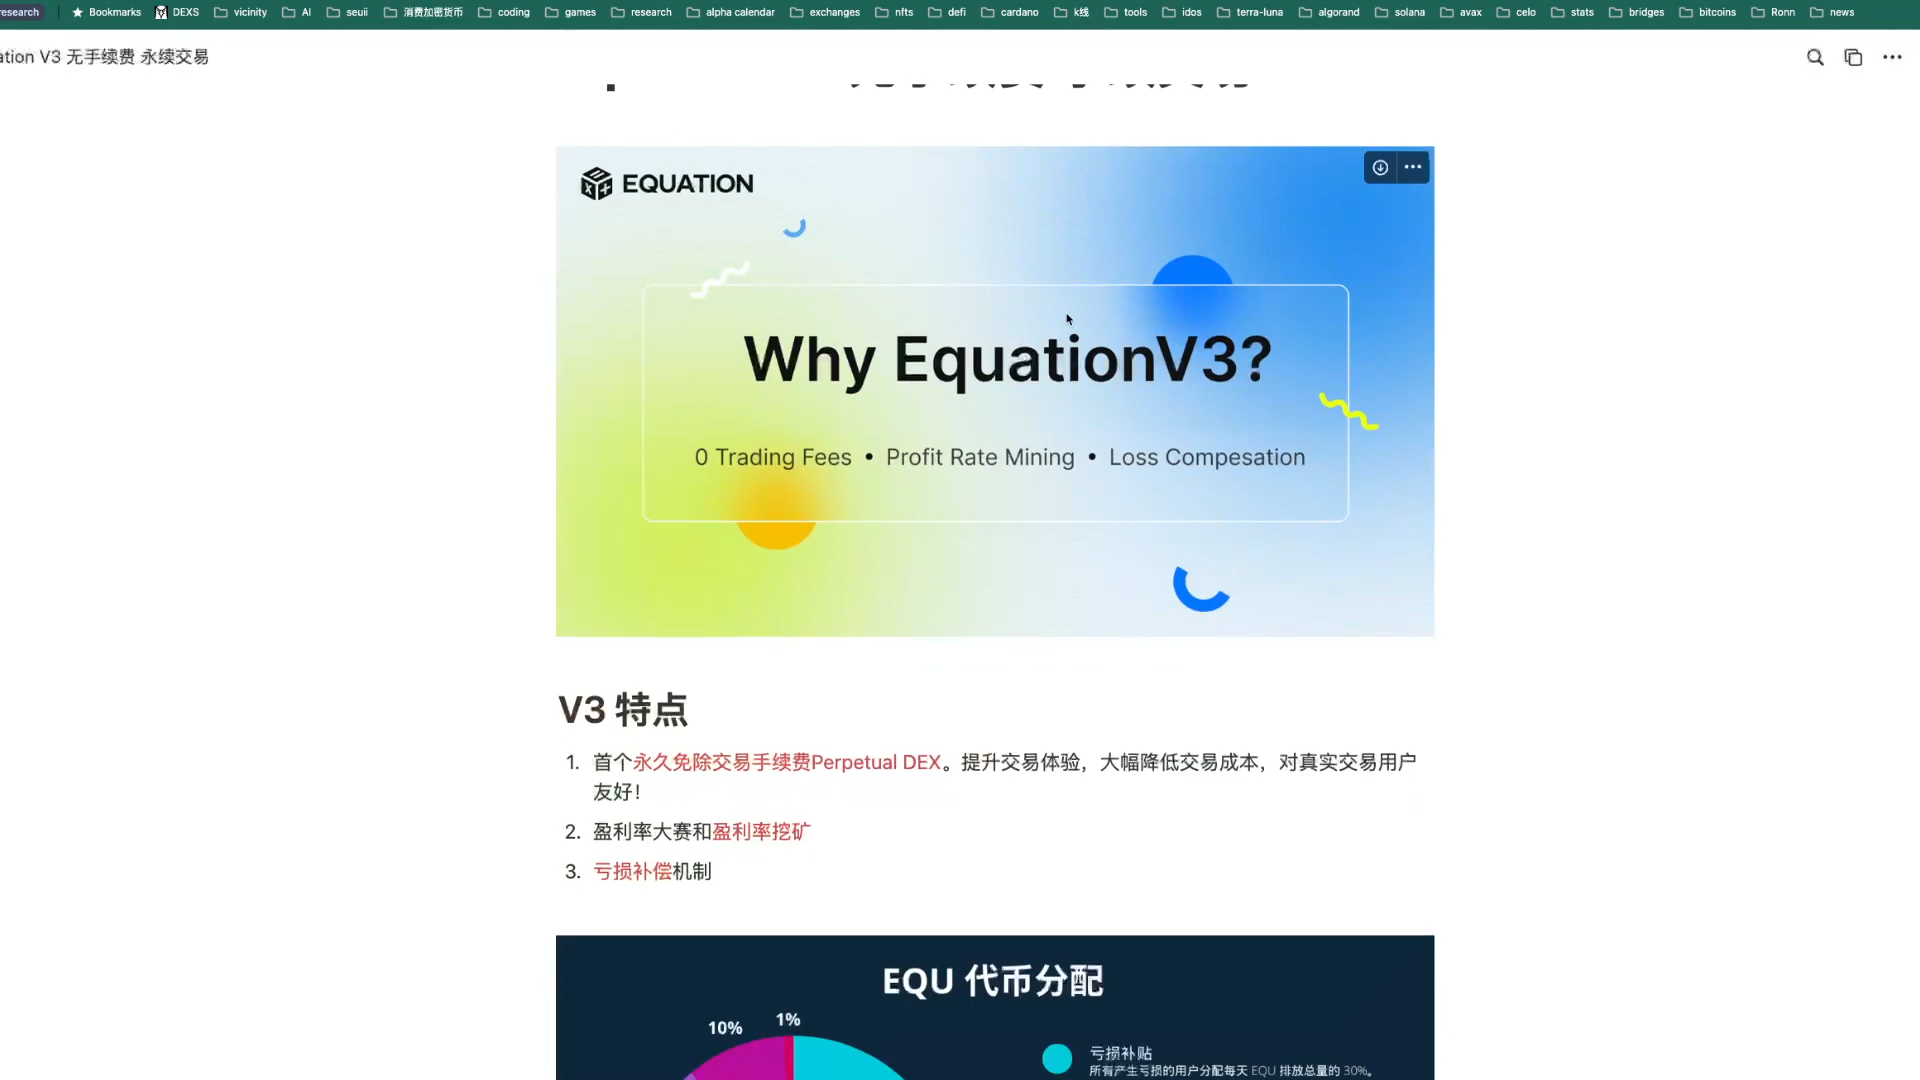 research
Bookmarks
DEXS
vicinity
AI
seuii
消费加密货币
coding
games
research
alpha calendar
exchanges
nfts
defi
cardano
k线
tools
idos
terra-luna
algorand
solana
avax
celo
stats
bridges
bitcoins
Ronn
news
ation V3 无手续费 永续交易
EQUATION
Why EquationV3?
0 Trading Fees • Profit Rate Mining • Loss Compesation
V3 特点
1. 首个永久免除交易手续费Perpetual DEX。提升交易体验，大幅降低交易成本，对真实交易用户
友好！
2. 盈利率大赛和盈利率挖矿
3. 亏损补偿机制
EQU 代币分配
10%
1%
亏损补贴
所有产生亏损的用户分配每天 EQU 排放总量的 30%。